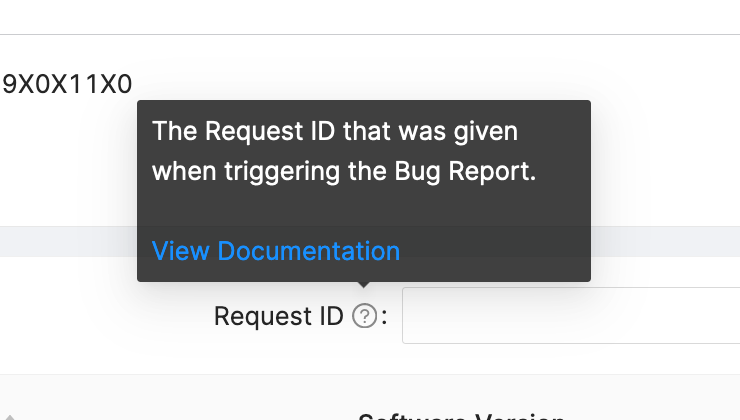 9X0X11X0
The Request ID that was given
when triggering the Bug Report.
View Documentation
Request ID ? :
Software Version